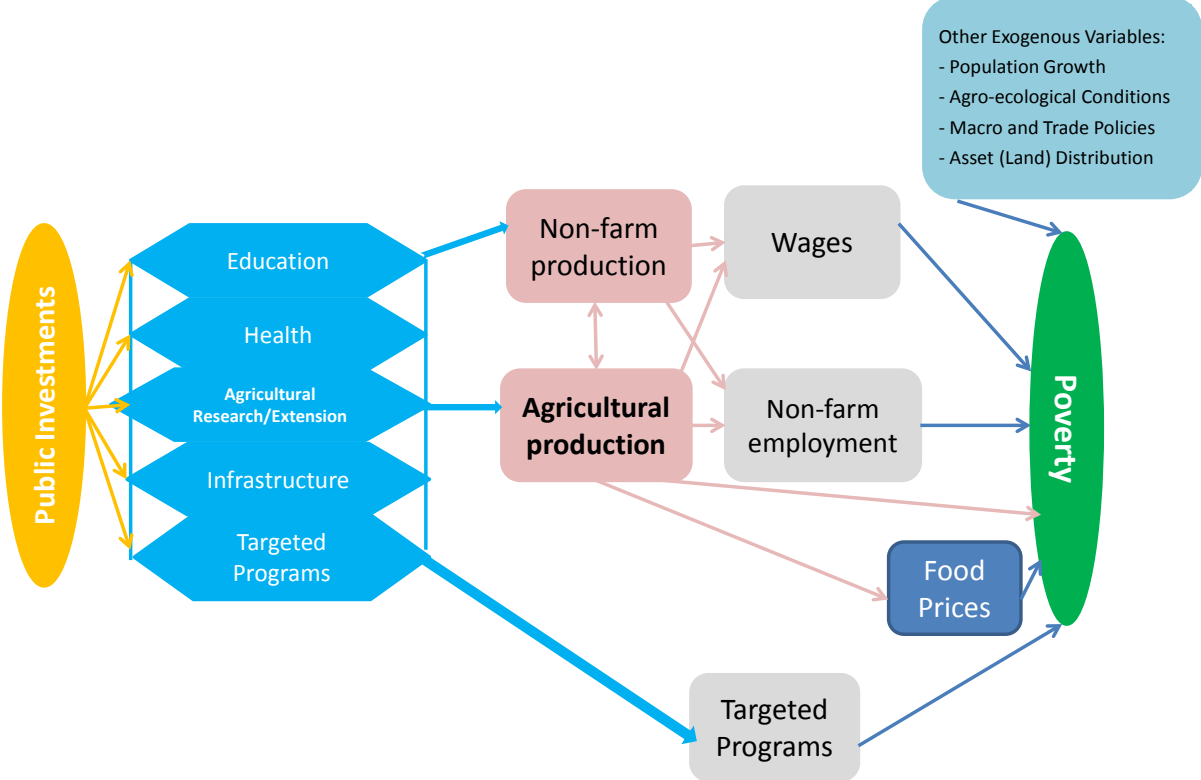 Other Exogenous Variables:
- Population Growth
- Agro-ecological Conditions
- Macro and Trade Policies
- Asset (Land) Distribution
Public Investments
Education
Health
Agricultural
Research/Extension
Infrastructure
Targeted
Programs
Non-farm
production
Agricultural
production
Wages
Non-farm
employment
Food
Prices
Targeted
Programs
Poverty